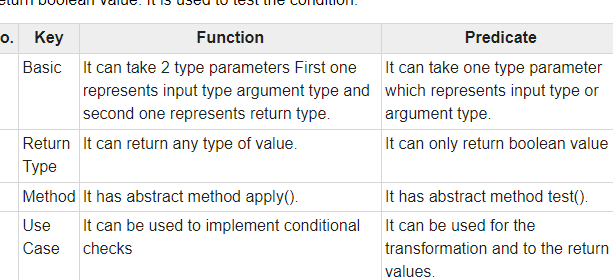 eturn boolean value. It is used to test the condition.
o. Key Function Predicate
Basic It can take 2 type parameters First one It can take one type parameter
represents input type argument type and which represents input type or
second one represents return type. argument type.
Return It can return any type of value. It can only return boolean value
Type
Method It has abstract method apply(). It has abstract method test().
Use It can be used to implement conditional It can be used for the
Case checks transformation and to the return
values.